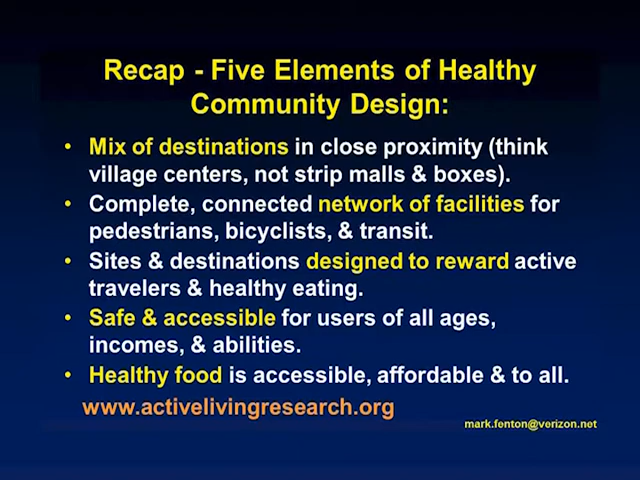 Recap - Five Elements of Healthy
Community Design:
• Mix of destinations in close proximity (think
village centers, not strip malls & boxes).
• Complete, connected network of facilities for
pedestrians, bicyclists, & transit.
• Sites & destinations designed to reward active
travelers & healthy eating.
• Safe & accessible for users of all ages,
incomes, & abilities.
• Healthy food is accessible, affordable & to all.
www.activelivingresearch.org
mark.fenton@verizon.net